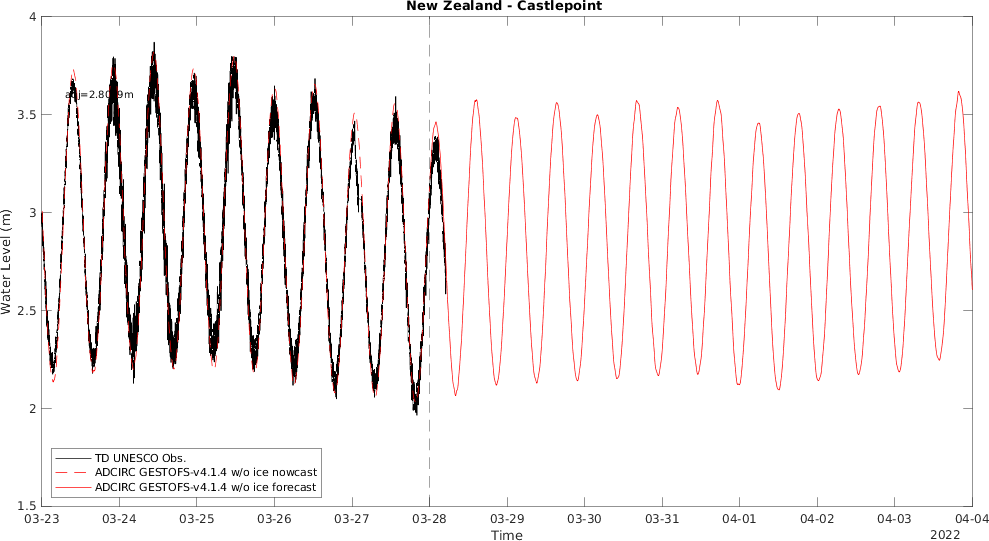 New Zealand - Castlepoint
Water Level (m)
4
3.5
3
2.5
2
1.5
TD UNESCO Obs.
ADCIRC GESTOFS-v4.1.4 w/o ice nowcast
ADCIRC GESTOFS-v4.1.4 w/o ice forecast
03-23 03-24 03-25 03-26 03-27 03-28 03-29 03-30 03-31 04-01 04-02 04-03 04-04
Time
2022